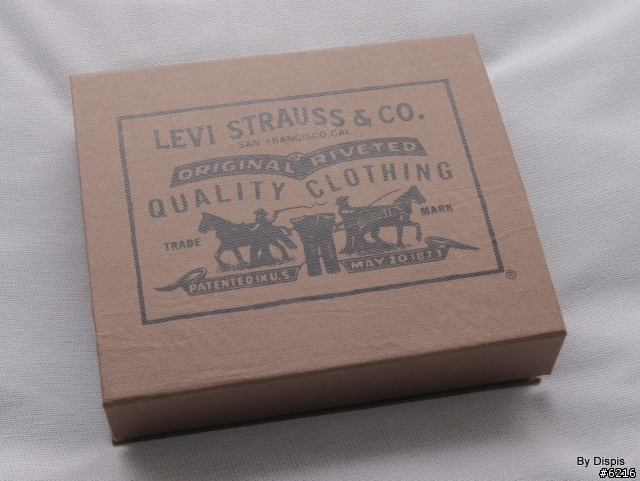 LEVI STRAUSS & CO.
SAN FRANCISCO, CAL.
ORIGINAL RIVETED
QUALITY CLOTHING
TRADE MARK
PATENTED IN U.S. MAY 20 1873
®
By Dispis
#6216